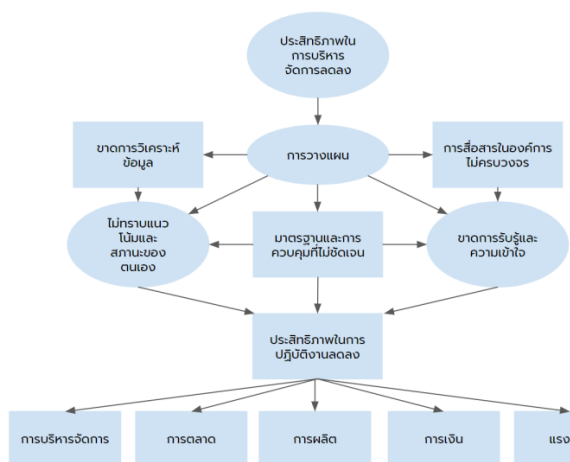 ประสิทธิภาพใน
การบริหาร
จัดการลดลง
ขาดการวิเคราะห์
ข้อมูล
การวางแผน
การสื่อสารในองค์การ
ไม่ครบวงจร
ไม่ทราบแนว
โน้มและ
สภานะของ
ตนเอง
มาตรฐานและการ
ควบคุมที่ไม่ชัดเจน
ขาดการรับรู้และ
ความเข้าใจ
ประสิทธิภาพในการ
ปฏิบัติงานลดลง
การบริหารจัดการ
การตลาด
การผลิต
การเงิน
แรง